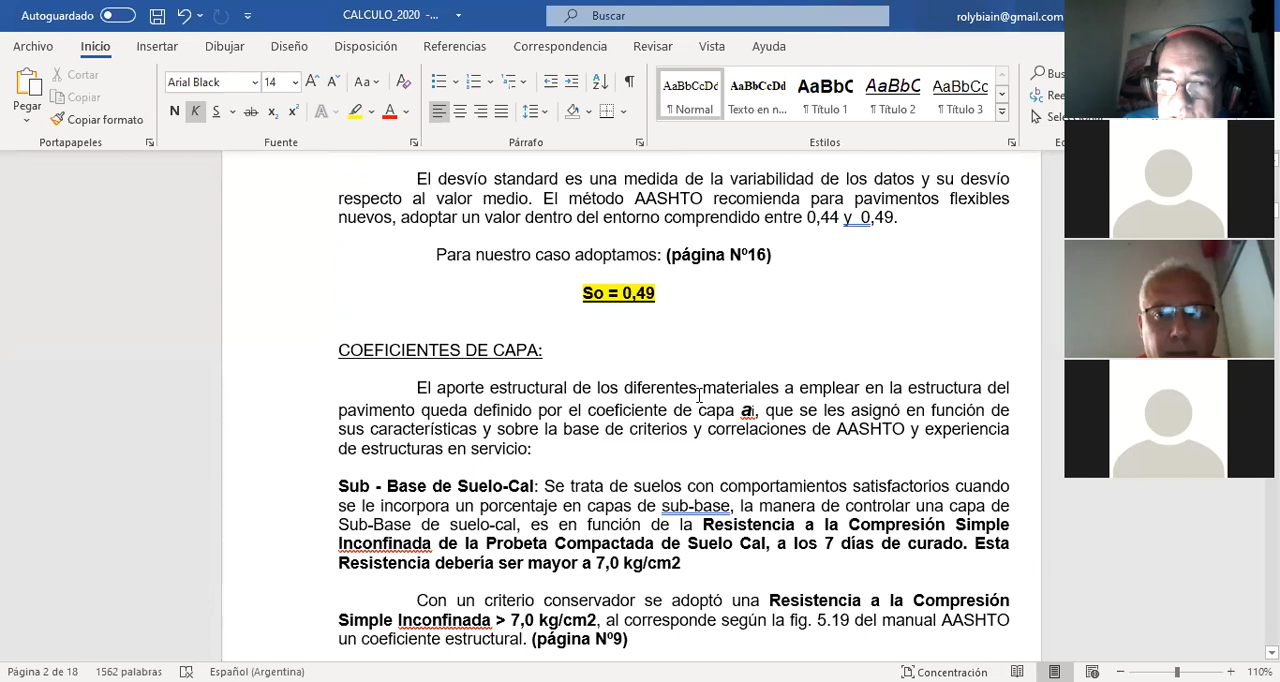 Autoguardado
CALCULO_2020 -...
Buscar
rolybiain@gmail.com
Archivo Inicio Insertar Dibujar Diseño Disposición Referencias Correspondencia Revisar Vista Ayuda
Pegar
Cortar
Copiar
Copiar formato
Arial Black 14
N K S ab x₂ x²
AaBbCcDd AaBbCcDd AaBbC AaBbC AaBbCcDd
¶ Normal Texto en n... ¶ Título 1 ¶ Título 2 ¶ Título 3
Portapapeles Fuente Párrafo Estilos
El desvío standard es una medida de la variabilidad de los datos y su desvío
respecto al valor medio. El método AASHTO recomienda para pavimentos flexibles
nuevos, adoptar un valor dentro del entorno comprendido entre 0,44 y 0,49.
Para nuestro caso adoptamos: (página Nº16)
So = 0,49
COEFICIENTES DE CAPA:
El aporte estructural de los diferentes materiales a emplear en la estructura del
pavimento queda definido por el coeficiente de capa ai, que se les asignó en función de
sus características y sobre la base de criterios y correlaciones de AASHTO y experiencia
de estructuras en servicio:
Sub - Base de Suelo-Cal: Se trata de suelos con comportamientos satisfactorios cuando
se le incorpora un porcentaje en capas de sub-base, la manera de controlar una capa de
Sub-Base de suelo-cal, es en función de la Resistencia a la Compresión Simple
Inconfinada de la Probeta Compactada de Suelo Cal, a los 7 días de curado. Esta
Resistencia debería ser mayor a 7,0 kg/cm2
Con un criterio conservador se adoptó una Resistencia a la Compresión
Simple Inconfinada > 7,0 kg/cm2, al corresponde según la fig. 5.19 del manual AASHTO
un coeficiente estructural. (página Nº9)
Página 2 de 18 1562 palabras Español (Argentina) Concentración 110%